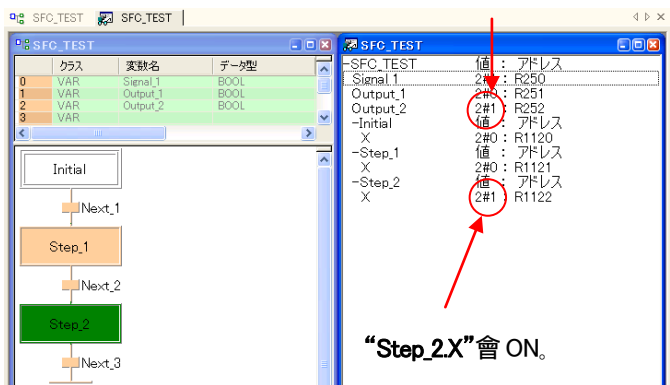 SFC_TEST SFC_TEST
SFC_TEST
クラス 変数名 データ型
0 VAR Signal_1 BOOL
1 VAR Output_1 BOOL
2 VAR Output_2 BOOL
3 VAR
Initial
Next_1
Step_1
Next_2
Step_2
Next_3
SFC_TEST
-SFC_TEST 値 : アドレス
Signal_1 2#0 : R250
Output_1 2#0 : R251
Output_2 2#1 : R252
-Initial 値 : アドレス
X 2#0 : R1120
-Step_1 値 : アドレス
X 2#0 : R1121
-Step_2 値 : アドレス
X 2#1 : R1122
“Step_2.X”會 ON。